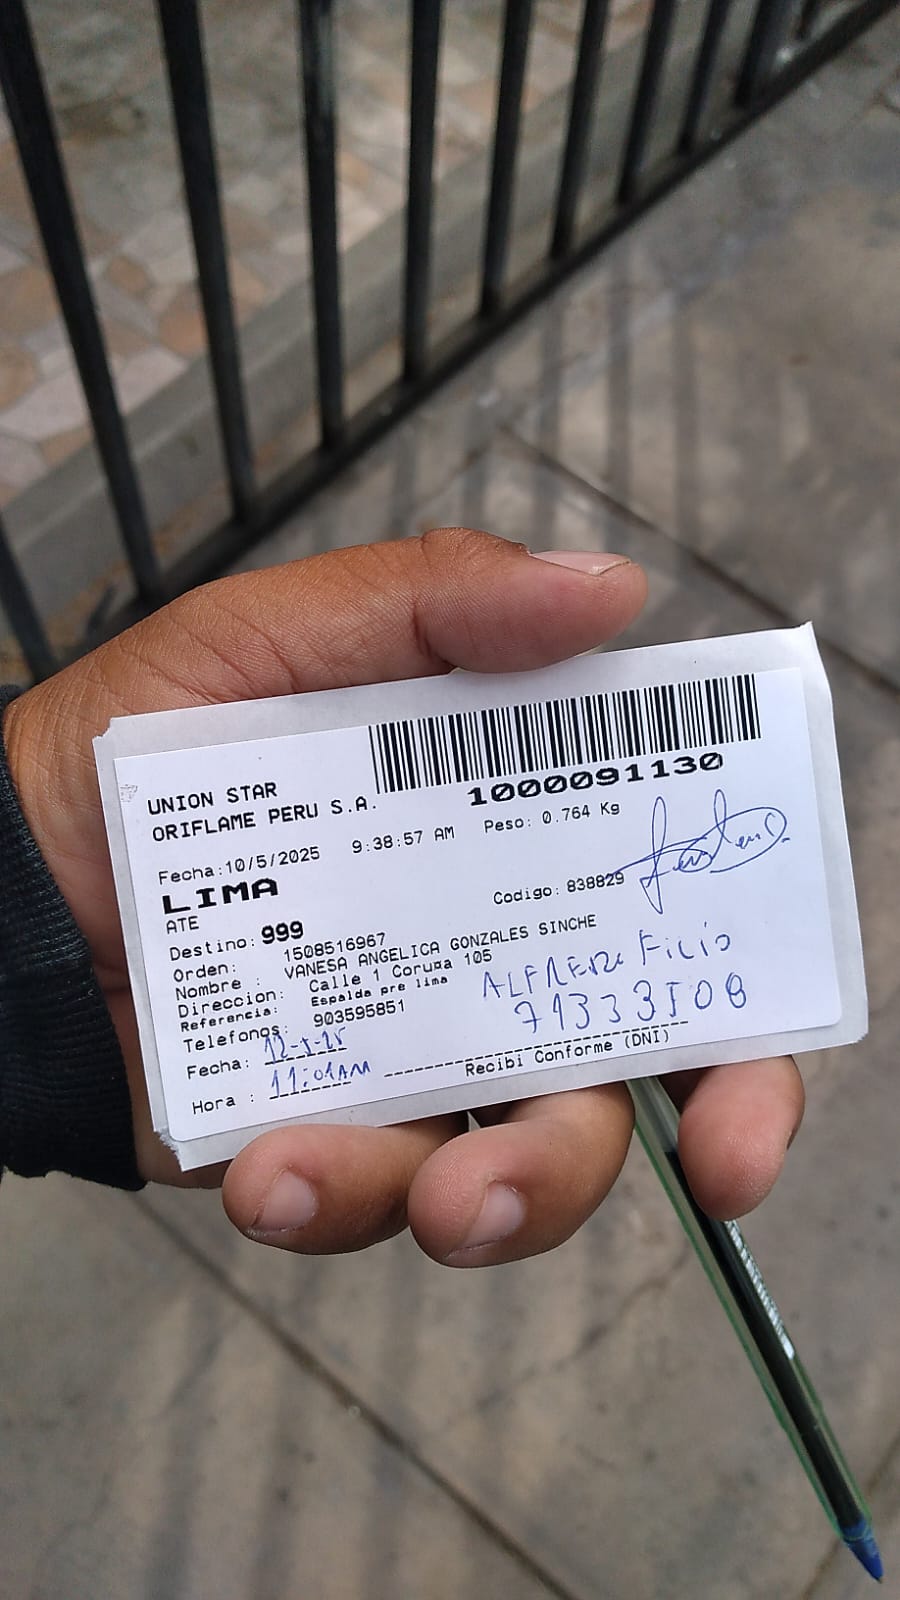 1000091130
UNION STAR
ORIFLAME PERU S.A.
Fecha:10/5/2025 9:38:57 AM Peso: 0.764 Kg
LIMA
ATE Codigo: 838829
Destino: 999
Orden: 1508516967
Nombre : VANESA ANGELICA GONZALES SINCHE
Direccion: Calle 1 Coruña 105
Referencia: Espalda pre lima
Telefonos: 903595851
ALFREDO FILIO
71333508
Fecha: 12-5-25
Hora : 11:01AM
Recibi Conforme (DNI)